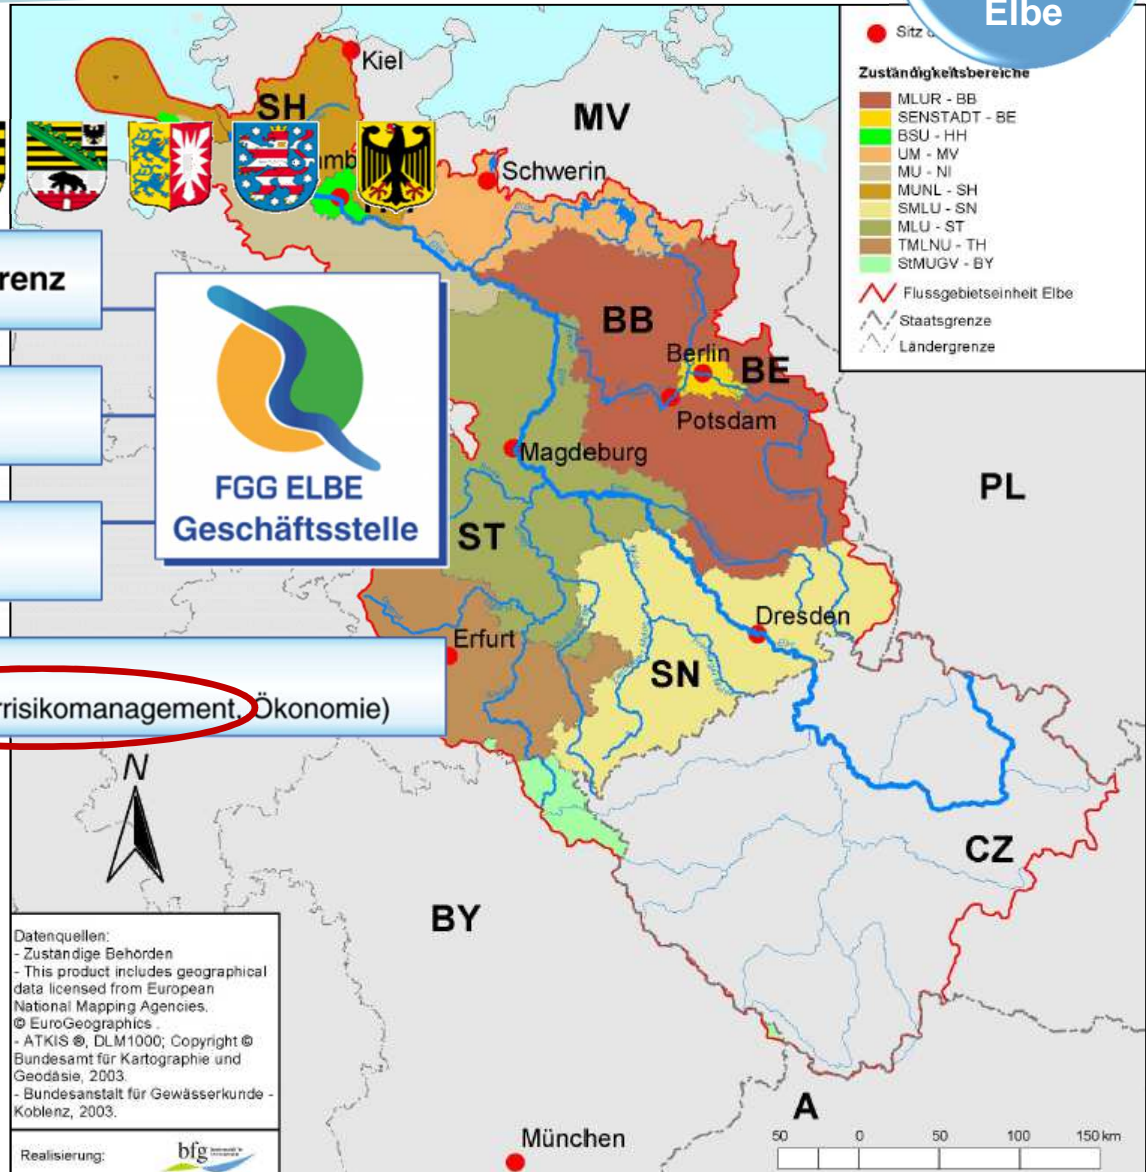 Elbe
Sitz
Zuständigkeitsbereiche
MLUR - BB
SENSTADT - BE
BSU - HH
UM - MV
MU - NI
MUNL - SH
SMLU - SN
MLU - ST
TMLNU - TH
StMUGV - BY
Flussgebietseinheit Elbe
Staatsgrenze
Ländergrenze
Kiel
SH
MV
Schwerin
renz
BB
Berlin
BE
Potsdam
FGG ELBE
Geschäftsstelle
Magdeburg
PL
ST
Dresden
Erfurt
SN
rrisikomanagement, Ökonomie)
N
CZ
BY
Datenquellen:
- Zuständige Behörden
- This product includes geographical
data licensed from European
National Mapping Agencies.
© EuroGeographics .
- ATKIS ®, DLM1000; Copyright ©
Bundesamt für Kartographie und
Geodäsie, 2003.
- Bundesanstalt für Gewässerkunde -
Koblenz, 2003.
A
München
50 0 50 100 150 km
Realisierung:
bfg